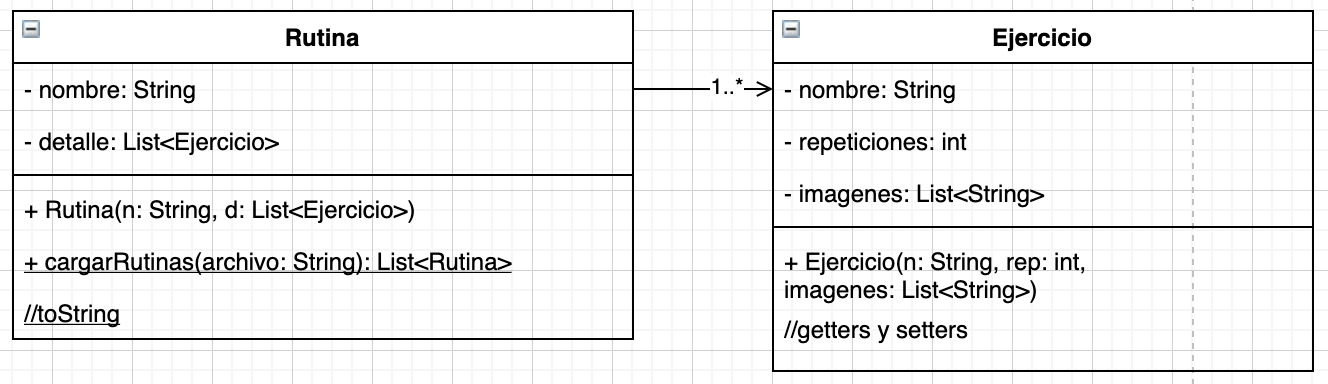 Rutina
- nombre: String
- detalle: List<Ejercicio>
+ Rutina(n: String, d: List<Ejercicio>)
+ cargarRutinas(archivo: String): List<Rutina>
//toString
1..*
Ejercicio
- nombre: String
- repeticiones: int
- imagenes: List<String>
+ Ejercicio(n: String, rep: int,
imagenes: List<String>)
//getters y setters